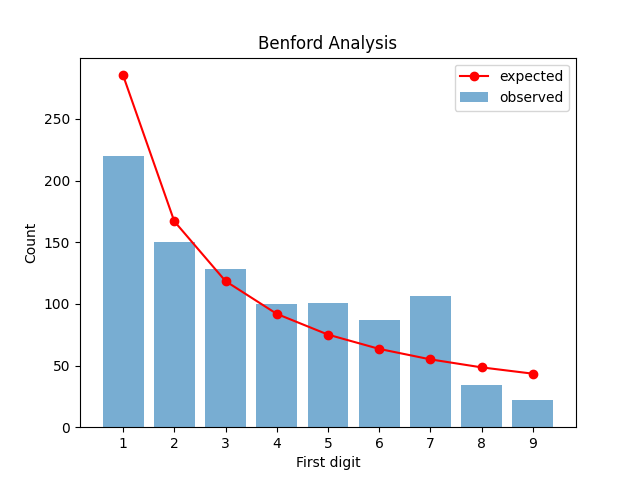 Benford Analysis
expected
observed
Count
250
200
150
100
50
0
1 2 3 4 5 6 7 8 9
First digit